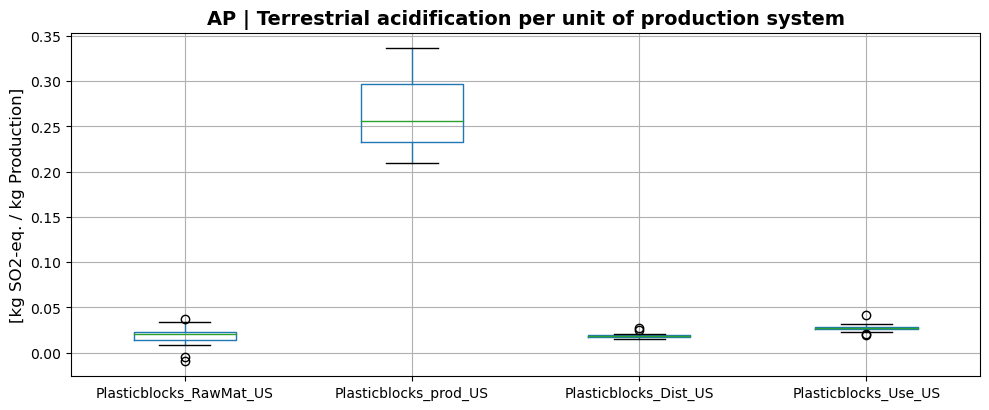 AP | Terrestrial acidification per unit of production system
[kg SO2-eq. / kg Production]
0.35
0.30
0.25
0.20
0.15
0.10
0.05
0.00
Plasticblocks_RawMat_US
Plasticblocks_prod_US
Plasticblocks_Dist_US
Plasticblocks_Use_US